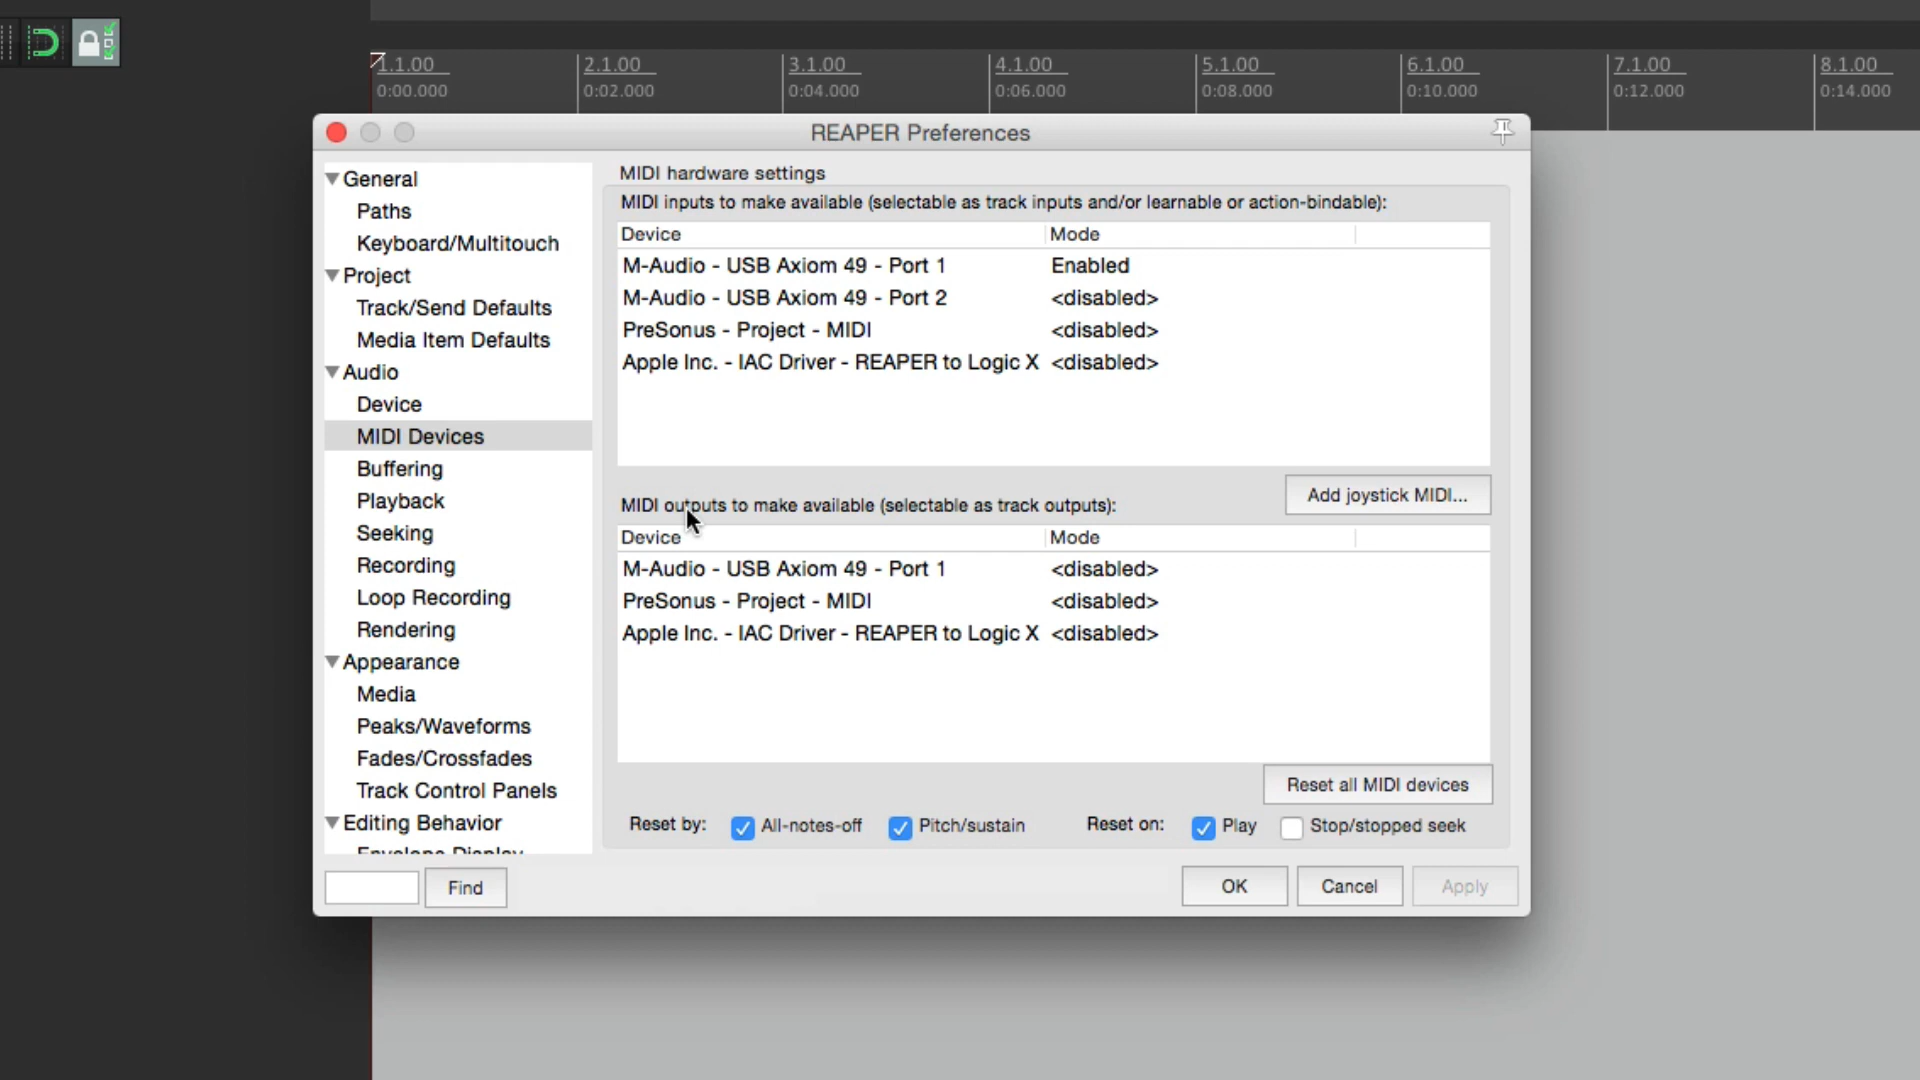 1.1.00 2.1.00 3.1.00 4.1.00 5.1.00 6.1.00 7.1.00 8.1.00
0:00.000 0:02.000 0:04.000 0:06.000 0:08.000 0:10.000 0:12.000 0:14.000
REAPER Preferences
General
Paths
Keyboard/Multitouch
Project
Track/Send Defaults
Media Item Defaults
Audio
Device
MIDI Devices
Buffering
Playback
Seeking
Recording
Loop Recording
Rendering
Appearance
Media
Peaks/Waveforms
Fades/Crossfades
Track Control Panels
Editing Behavior
Envelope Display
Find
MIDI hardware settings
MIDI inputs to make available (selectable as track inputs and/or learnable or action-bindable):
Device Mode
M-Audio - USB Axiom 49 - Port 1 Enabled
M-Audio - USB Axiom 49 - Port 2 <disabled>
PreSonus - Project - MIDI <disabled>
Apple Inc. - IAC Driver - REAPER to Logic X <disabled>
Add joystick MIDI...
MIDI outputs to make available (selectable as track outputs):
Device Mode
M-Audio - USB Axiom 49 - Port 1 <disabled>
PreSonus - Project - MIDI <disabled>
Apple Inc. - IAC Driver - REAPER to Logic X <disabled>
Reset all MIDI devices
Reset by: All-notes-off Pitch/sustain Reset on: Play Stop/stopped seek
OK Cancel Apply